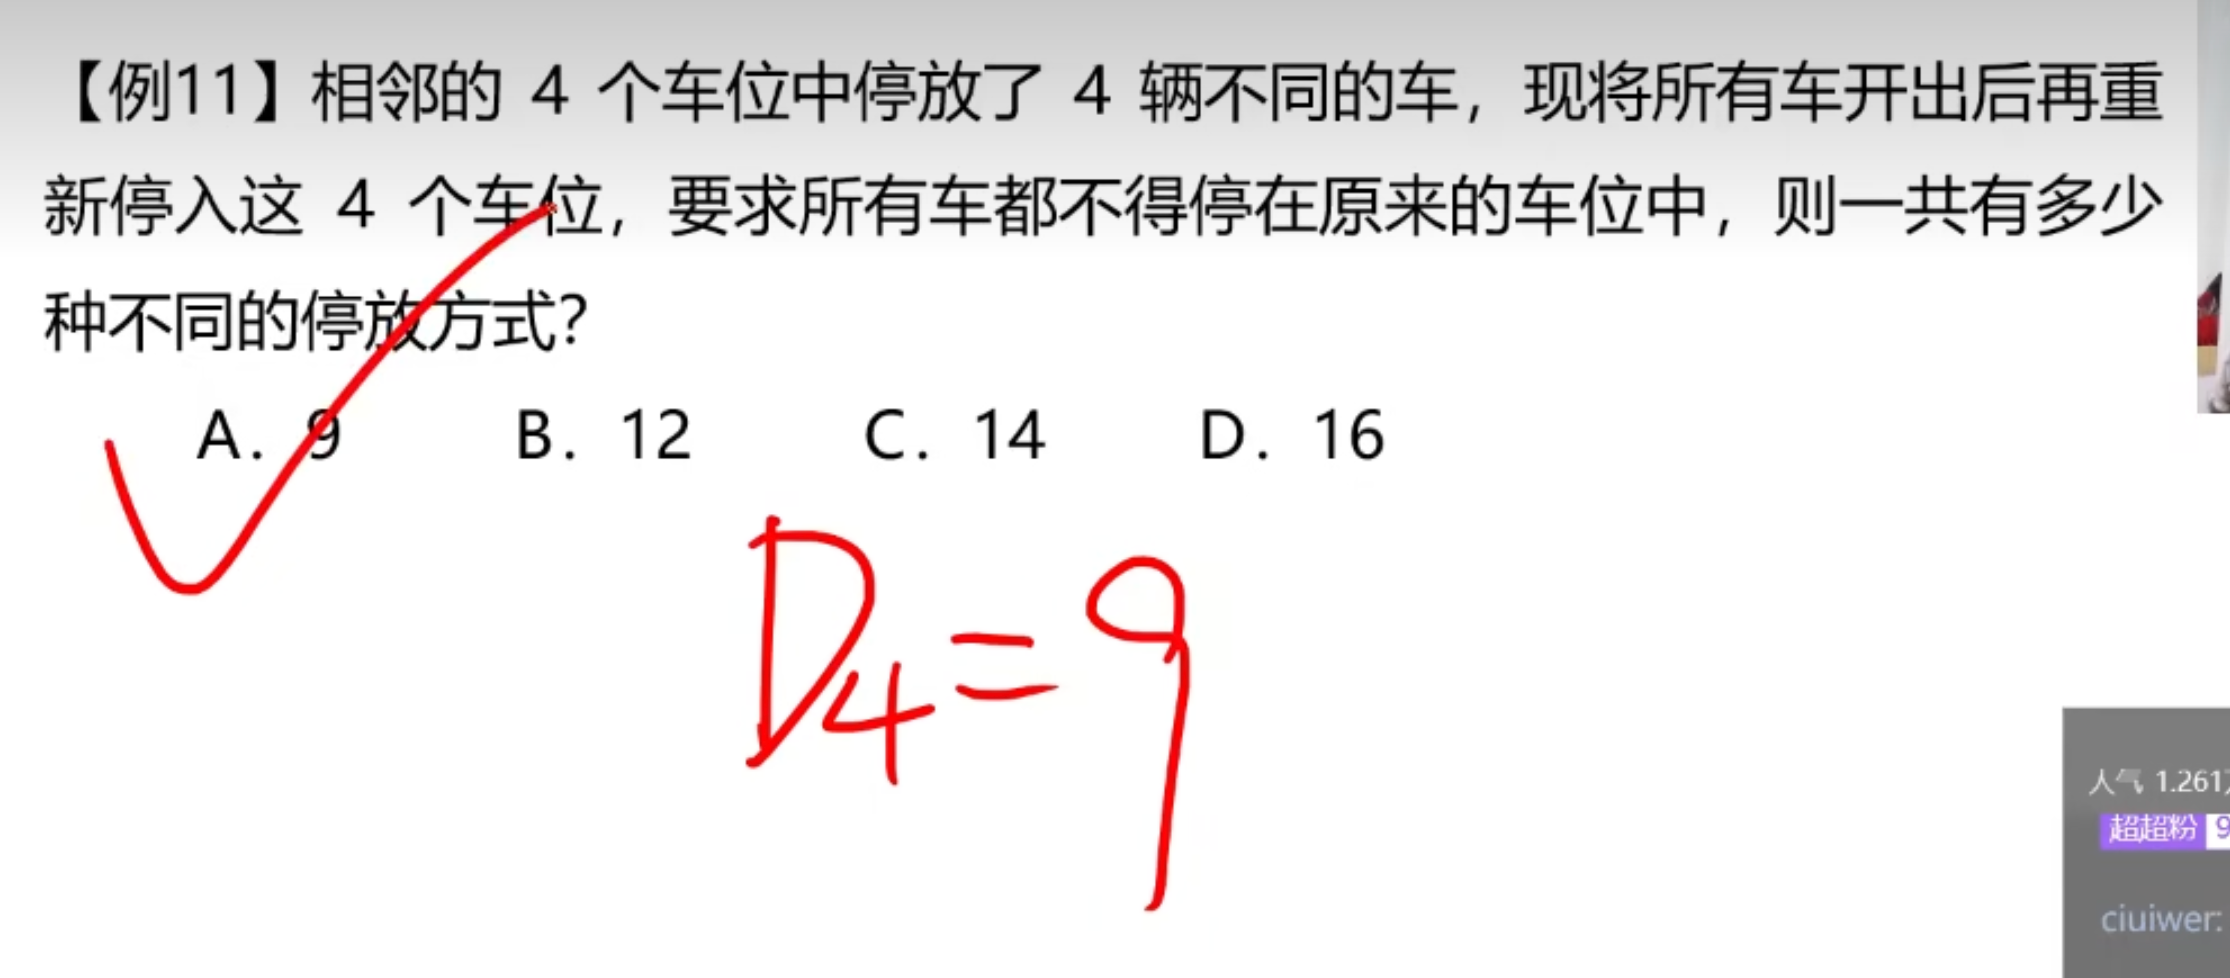 【例11】相邻的 4 个车位中停放了 4 辆不同的车，现将所有车开出后再重
新停入这 4 个车位，要求所有车都不得停在原来的车位中，则一共有多少
种不同的停放方式？
A. 9 B. 12 C. 14 D. 16
D4=9
人气 1.261
超超粉 9
ciuiwer: